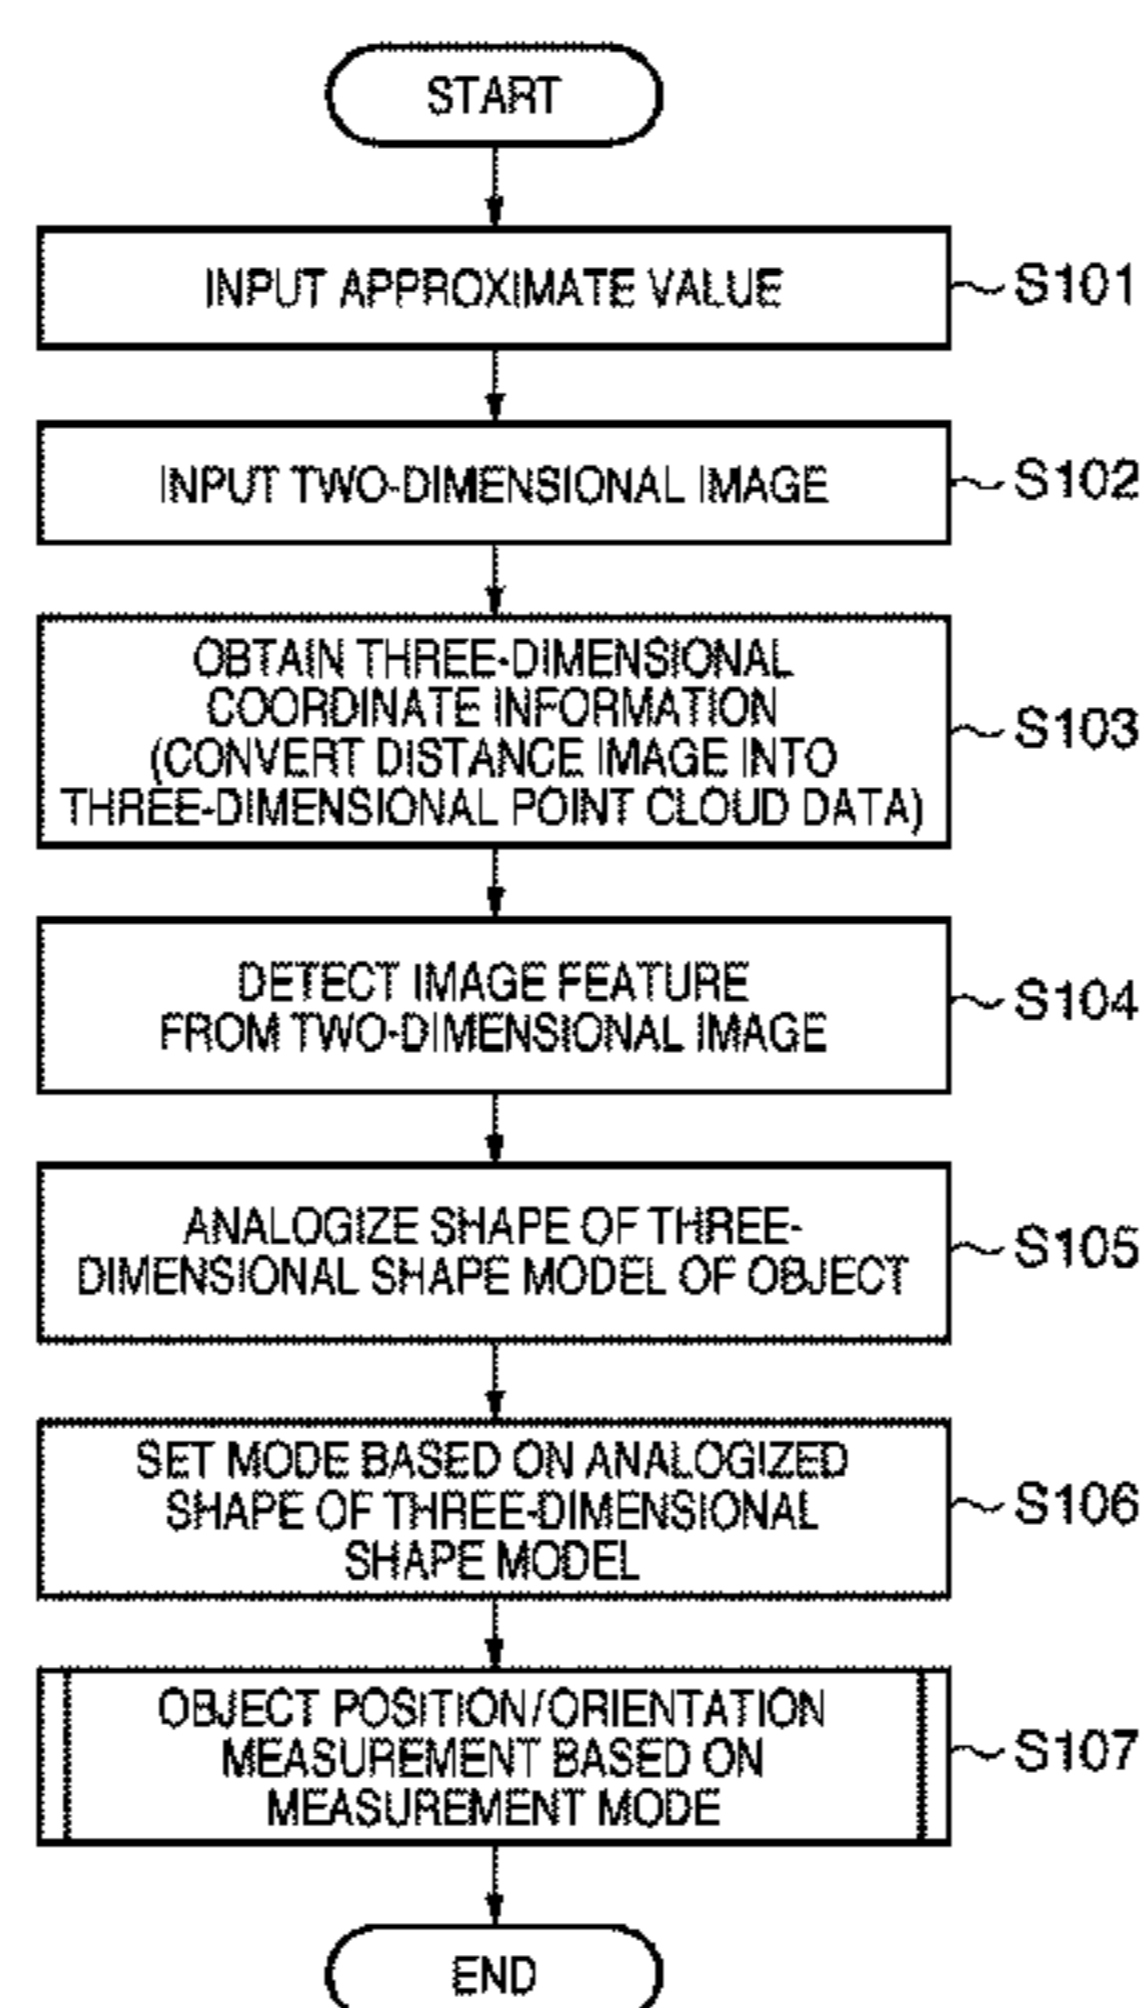 START
INPUT APPROXIMATE VALUE
S101
INPUT TWO-DIMENSIONAL IMAGE
S102
OBTAIN THREE-DIMENSIONAL
COORDINATE INFORMATION
(CONVERT DISTANCE IMAGE INTO
THREE-DIMENSIONAL POINT CLOUD DATA)
S103
DETECT IMAGE FEATURE
FROM TWO-DIMENSIONAL IMAGE
S104
ANALOGIZE SHAPE OF THREE-
DIMENSIONAL SHAPE MODEL OF OBJECT
S105
SET MODE BASED ON ANALOGIZED
SHAPE OF THREE-DIMENSIONAL
SHAPE MODEL
S106
OBJECT POSITION/ORIENTATION
MEASUREMENT BASED ON
MEASUREMENT MODE
S107
END